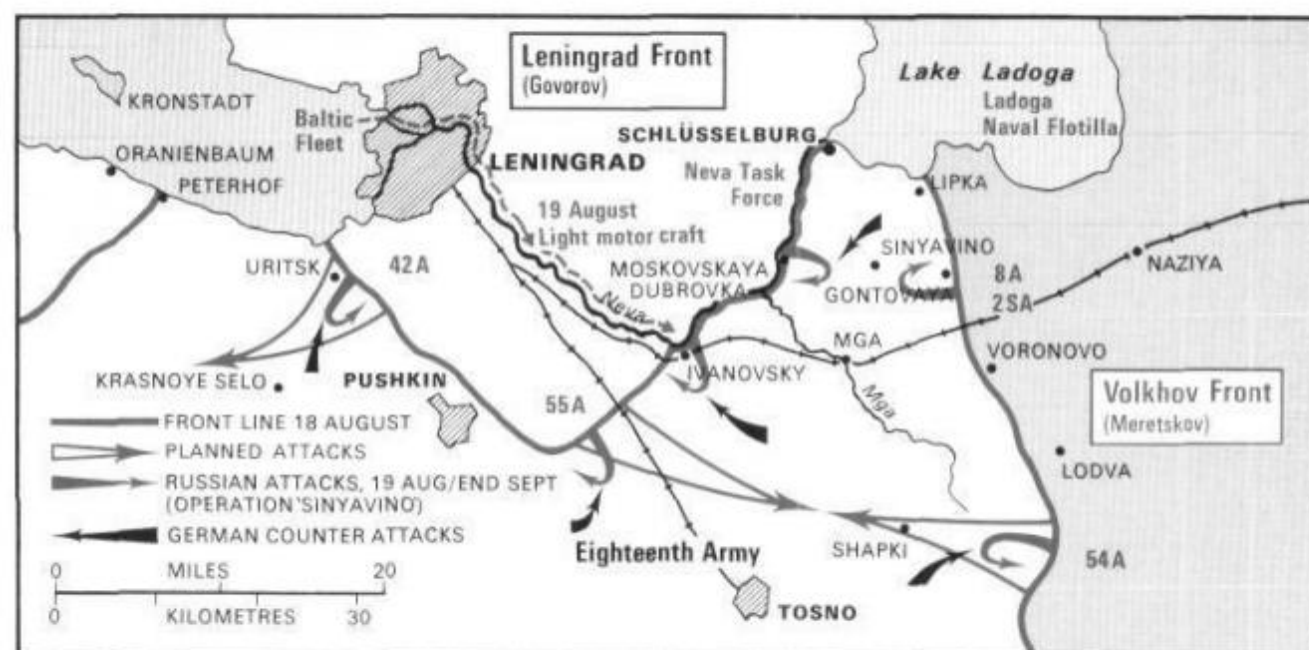 Leningrad Front
(Govorov)
Lake Ladoga
Ladoga
Naval Flotilla
KRONSTADT
Baltic
Fleet
SCHLÜSSELBURG
ORANIENBAUM
LENINGRAD
PETERHOF
Neva Task
Force
LIPKA
19 August
Light motor craft
SINYAVINO
NAZIYA
URITSK
42A
MOSKOVSKAYA
DUBROVKA
GONTOVAYA
8A
2SA
Neva
MGA
VORONOVO
IVANOVSKY
KRASNOYE SELO
PUSHKIN
55A
Mga
Volkhov Front
(Meretskov)
LODVA
FRONT LINE 18 AUGUST
PLANNED ATTACKS
RUSSIAN ATTACKS, 19 AUG/END SEPT
(OPERATION 'SINYAVINO')
GERMAN COUNTER ATTACKS
Eighteenth Army
SHAPKI
54A
0 MILES 20
0 KILOMETRES 30
TOSNO